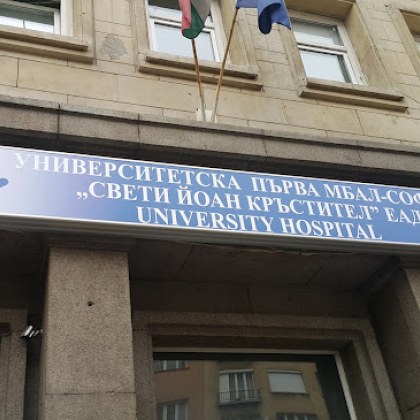 УНИВЕРСИТЕТСКА ПЪРВА МБАЛ-СОФ
„СВЕТИ ЙОАН КРЪСТИТЕЛ” ЕАД
UNIVERSITY HOSPITAL